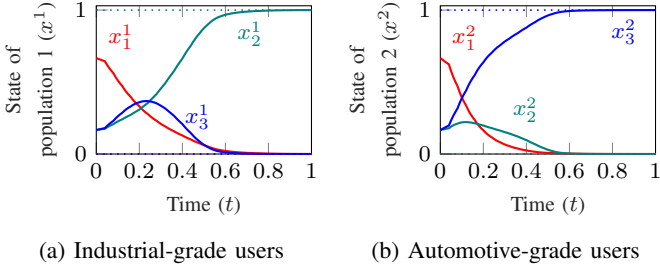 State of
population 1 (x¹)
1
0
x₁¹
x₂¹
x₃¹
0 0.2 0.4 0.6 0.8 1
Time (t)
(a) Industrial-grade users
State of
population 2 (x²)
1
0
x₁²
x₃²
x₂²
0 0.2 0.4 0.6 0.8 1
Time (t)
(b) Automotive-grade users